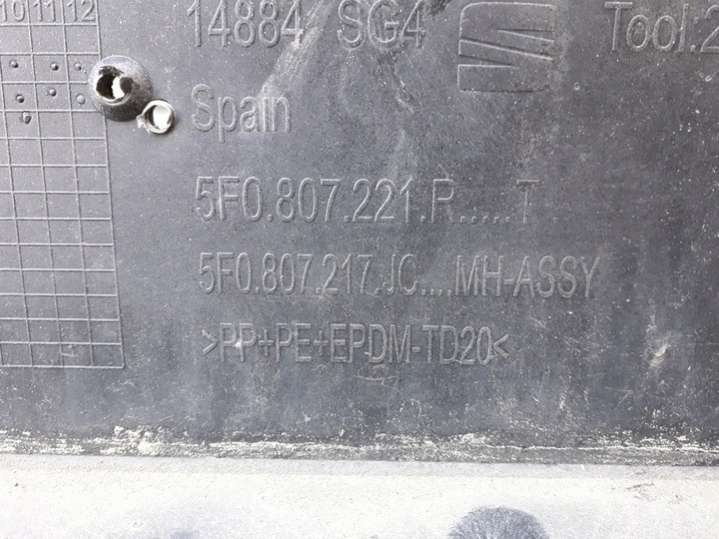 10 11 12
14884 SG4
Tool:2
Spain
5F0.807.221.R.....T
5F0.807.217.JC....MH-ASSY
>PP+PE+EPDM-TD20<